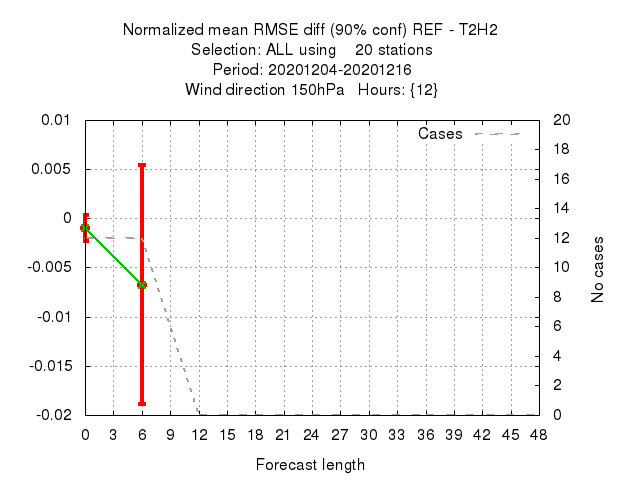 Normalized mean RMSE diff (90% conf) REF - T2H2
Selection: ALL using    20 stations
Period: 20201204-20201216
Wind direction 150hPa   Hours: {12}
0.01
0.005
0
-0.005
-0.01
-0.015
-0.02
Cases
20
18
16
14
12
10
8
6
4
2
0
No cases
0 3 6 9 12 15 18 21 24 27 30 33 36 39 42 45 48
Forecast length